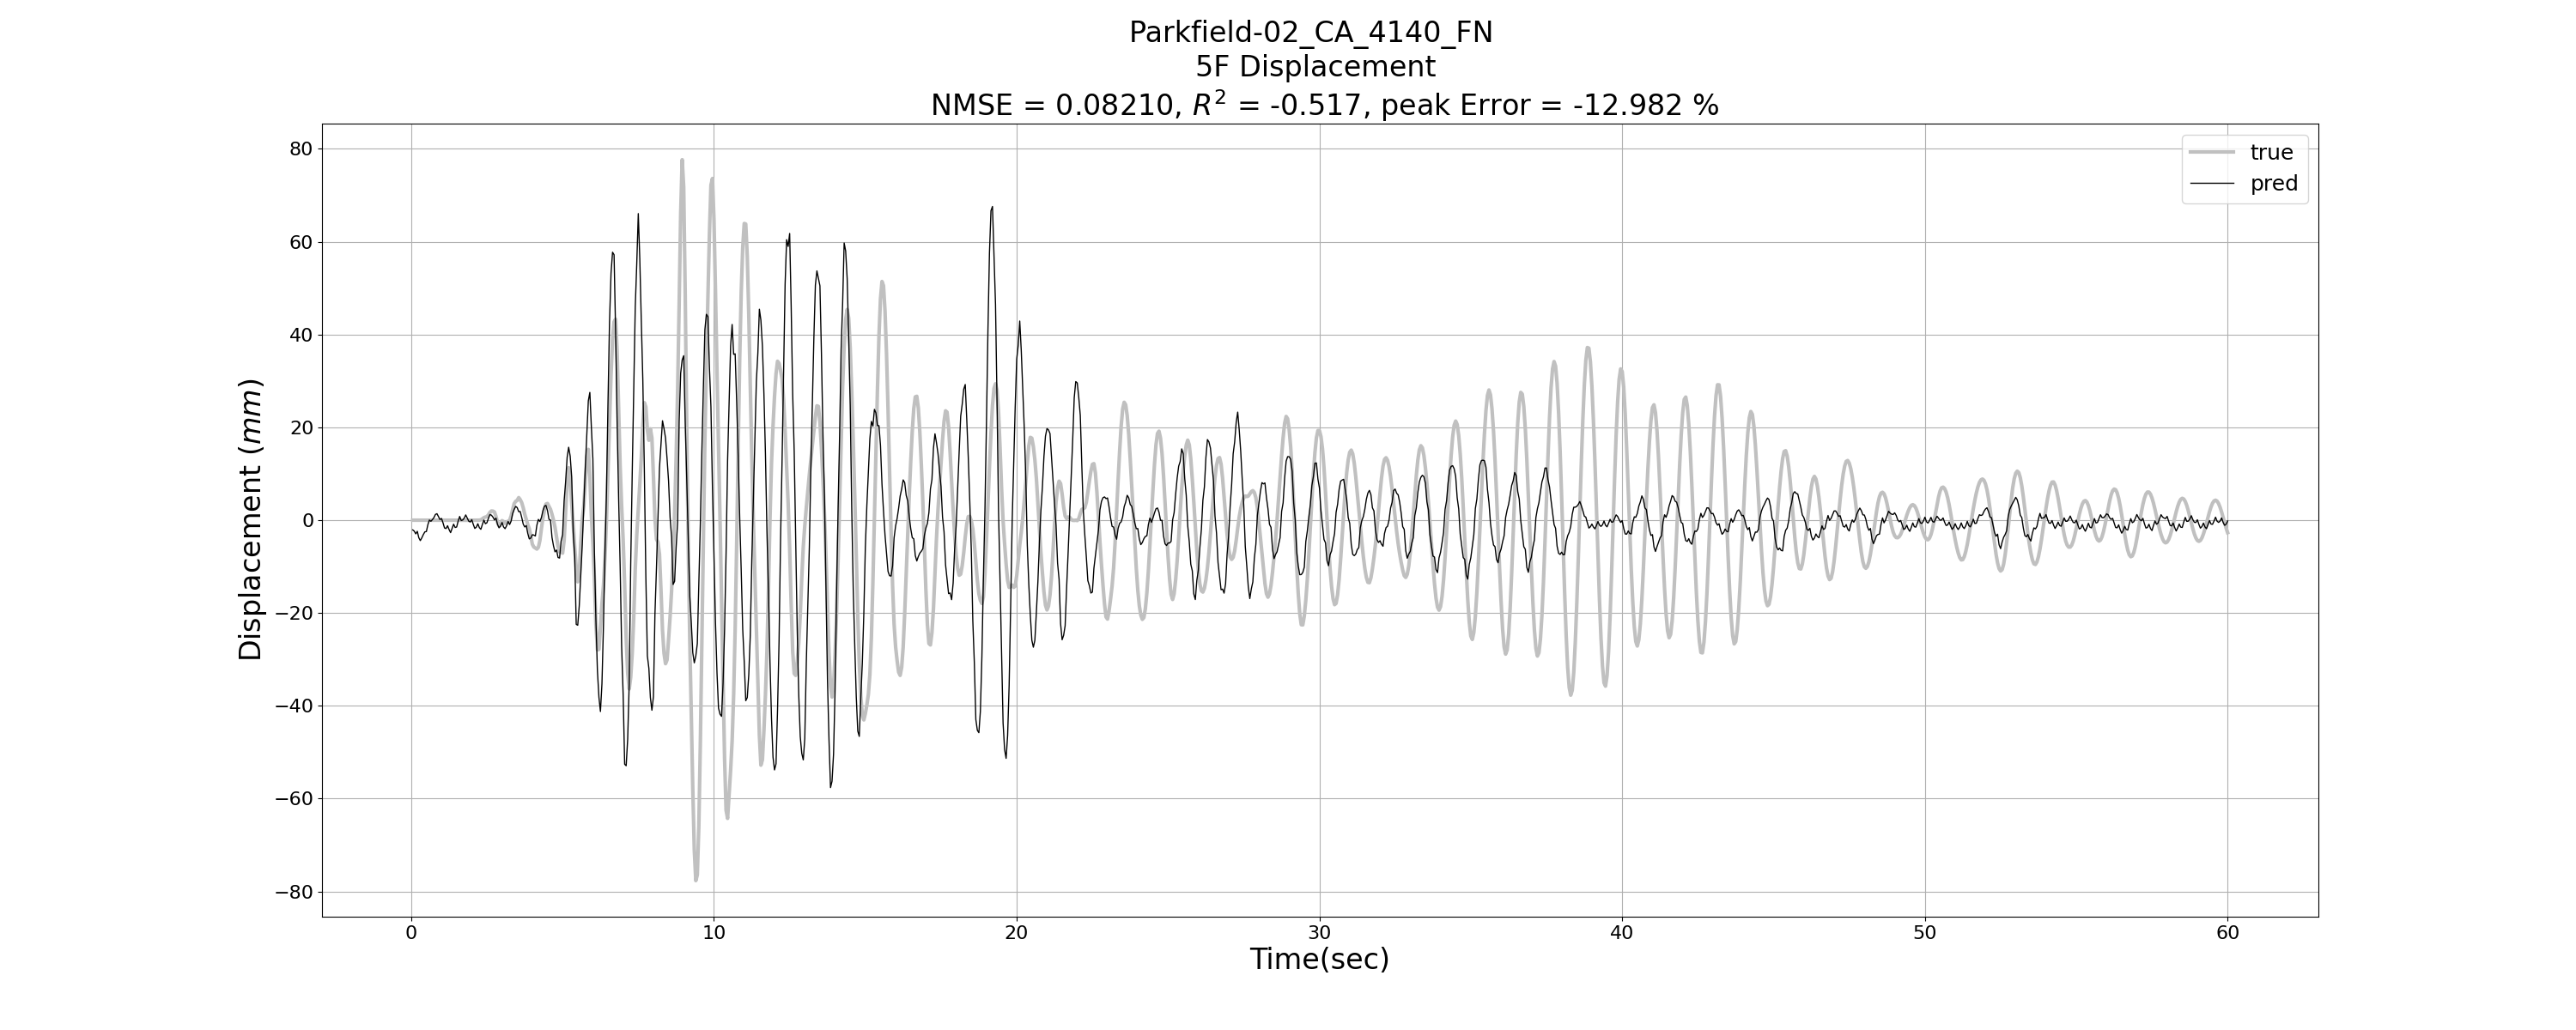 Parkfield-02_CA_4140_FN
5F Displacement
NMSE = 0.08210, R² = -0.517, peak Error = -12.982 %
true
pred
Displacement (mm)
80
60
40
20
0
−20
−40
−60
−80
0 10 20 30 40 50 60
Time(sec)